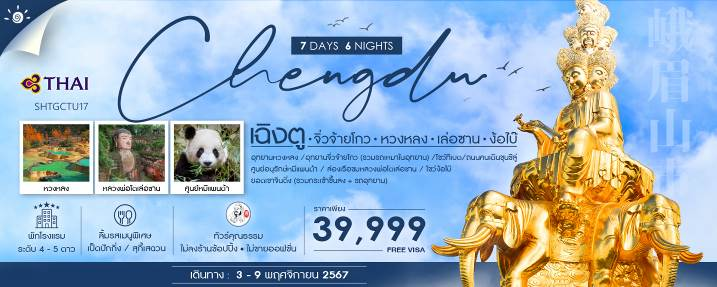 7 DAYS 6 NIGHTS
Chengdu
THAI
SHTGCTU17
峨眉山
เฉิงตู • จิ่วจ้ายโกว • หวงหลง • เล่อซาน • ง้อไบ๊
อุทยานหวงหลง / อุทยานจิ่วจ้ายโกว (รวมรถเหมาในอุทยาน) / โชว์ทิเบต / ถนนคนเดินชุนซีลู่
ศูนย์อนุรักษ์หมีแพนด้า / ล่องเรือชมหลวงพ่อโตเล่อซาน / โชว์ง้อไบ๊
ยอดเขาจินติ่ง (รวมกระเช้าขึ้นลง + รถอุทยาน)
หวงหลง
หลวงพ่อโตเล่อซาน
ศูนย์หมีแพนด้า
พักโรงแรม
ระดับ 4 - 5 ดาว
ลิ้มรสเมนูพิเศษ
เป็ดปักกิ่ง / สุกี้เสฉวน
ทัวร์คุณธรรม
ไม่ลงร้านช้อปปิ้ง • ไม่ขายออฟชั่น
ราคาเพียง
39,999
FREE VISA
เดินทาง : 3 - 9 พฤศจิกายน 2567